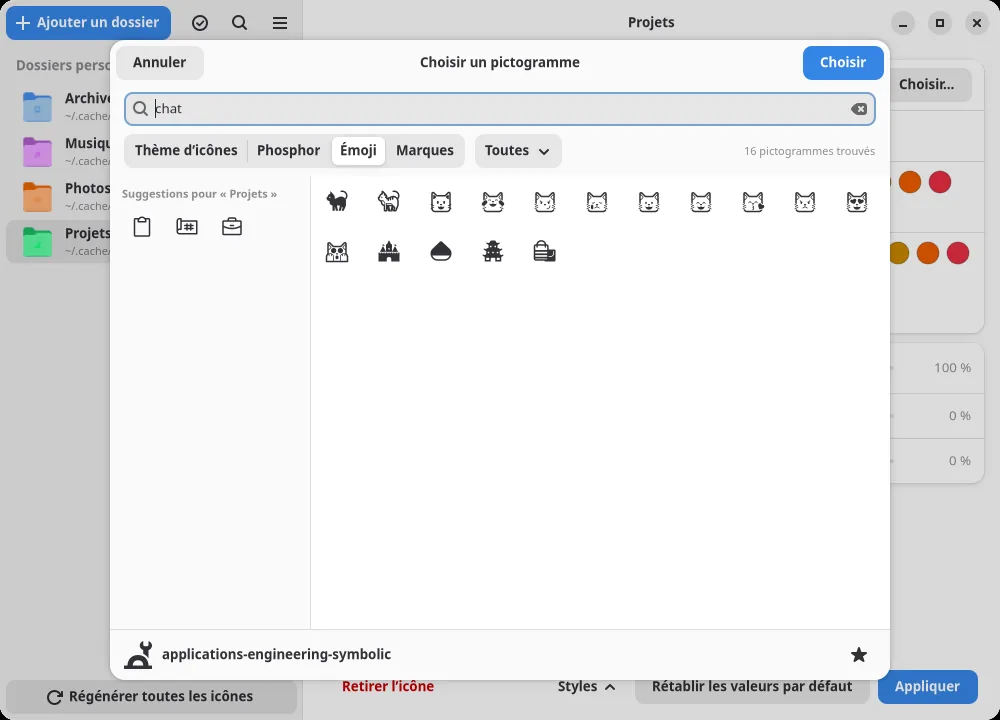 Ajouter un dossier
Projets
Dossiers perso
Annuler
Choisir un pictogramme
Choisir
Choisir…
chat
Archive
~/.cache/
Musiqu
~/.cache/
Photos
~/.cache/
Projets
~/.cache/
Thème d’icônes
Phosphor
Émoji
Marques
Toutes
16 pictogrammes trouvés
Suggestions pour « Projets »
100 %
0 %
0 %
applications-engineering-symbolic
Régénérer toutes les icônes
Retirer l’icône
Styles
Rétablir les valeurs par défaut
Appliquer